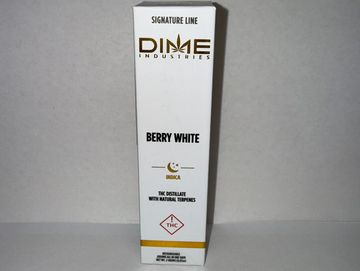 SIGNATURE LINE
DIME
INDUSTRIES
BERRY WHITE
INDICA
THC DISTILLATE
WITH NATURAL TERPENES
!
THC